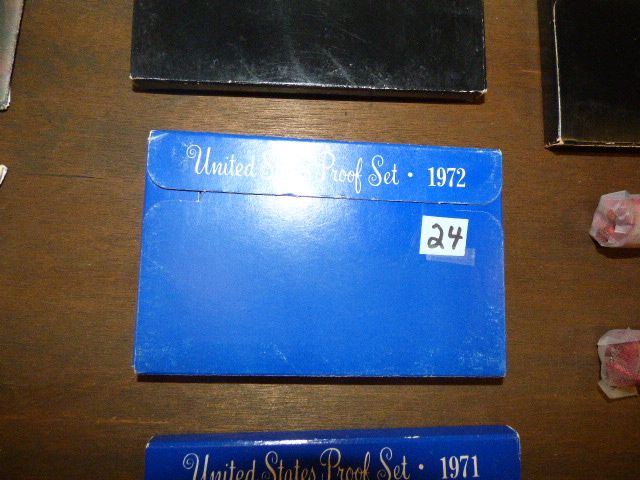 United States Proof Set · 1972
24
United States Proof Set · 1971